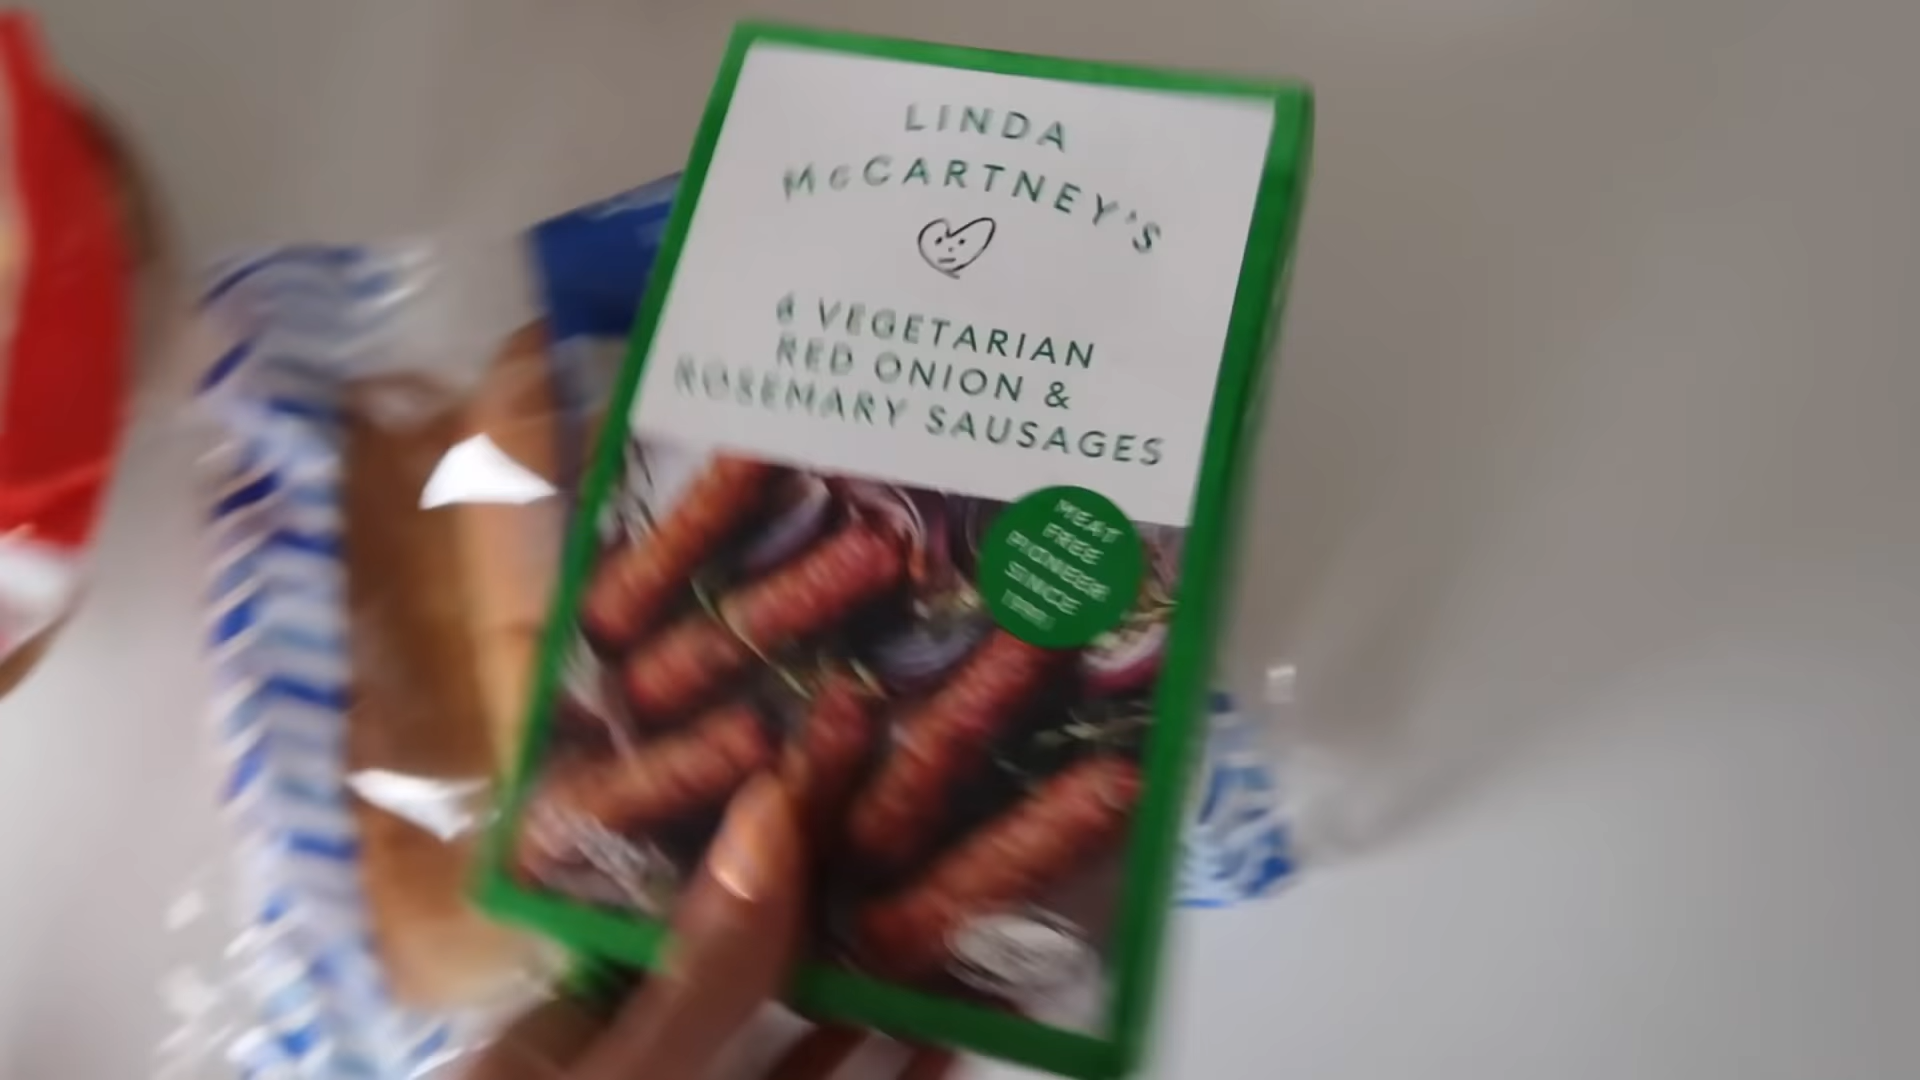 LINDA
McCARTNEY'S
6 VEGETARIAN
RED ONION &
ROSEMARY SAUSAGES
MEAT
FREE
PIONEER
SINCE